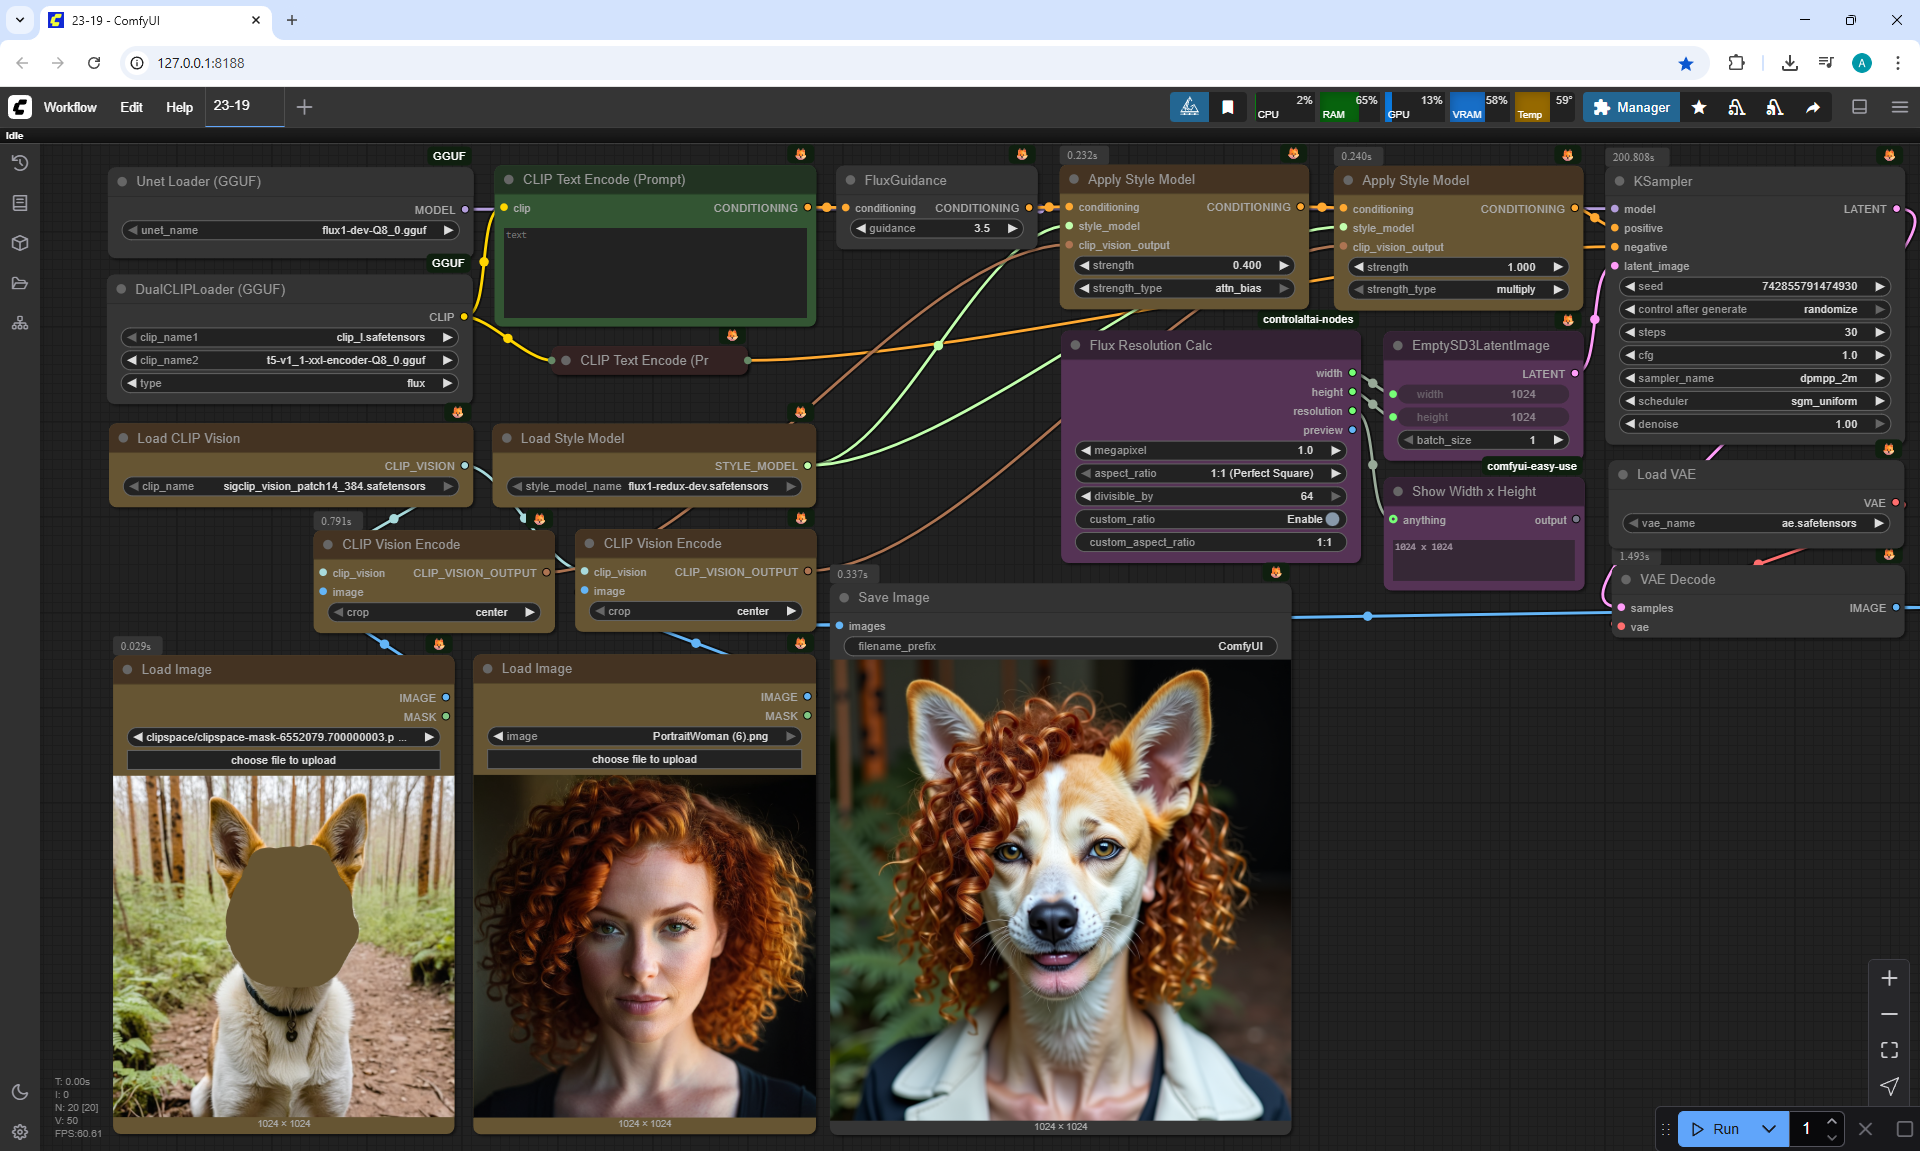 23-19 - ComfyUI
127.0.0.1:8188
A
Workflow
Edit
Help
23-19
CPU 2%
RAM 65%
GPU 13%
VRAM 58%
Temp 59°
Manager
Idle
GGUF
Unet Loader (GGUF)
MODEL
unet_name flux1-dev-Q8_0.gguf
GGUF
DualCLIPLoader (GGUF)
CLIP
clip_name1 clip_l.safetensors
clip_name2 t5-v1_1-xxl-encoder-Q8_0.gguf
type flux
CLIP Text Encode (Prompt)
clip CONDITIONING
text
CLIP Text Encode (Pr
FluxGuidance
conditioning CONDITIONING
guidance 3.5
0.232s
Apply Style Model
conditioning CONDITIONING
style_model
clip_vision_output
strength 0.400
strength_type attn_bias
0.240s
Apply Style Model
conditioning CONDITIONING
style_model
clip_vision_output
strength 1.000
strength_type multiply
200.808s
KSampler
model LATENT
positive
negative
latent_image
seed 742855791474930
control after generate randomize
steps 30
cfg 1.0
sampler_name dpmpp_2m
scheduler sgm_uniform
denoise 1.00
controlaltai-nodes
Flux Resolution Calc
width
height
resolution
preview
megapixel 1.0
aspect_ratio 1:1 (Perfect Square)
divisible_by 64
custom_ratio Enable
custom_aspect_ratio 1:1
EmptySD3LatentImage
LATENT
width 1024
height 1024
batch_size 1
comfyui-easy-use
Show Width x Height
anything output
1024 x 1024
Load VAE
VAE
vae_name ae.safetensors
1.493s
VAE Decode
samples IMAGE
vae
Load CLIP Vision
CLIP_VISION
clip_name sigclip_vision_patch14_384.safetensors
Load Style Model
STYLE_MODEL
style_model_name flux1-redux-dev.safetensors
0.791s
CLIP Vision Encode
clip_vision CLIP_VISION_OUTPUT
image
crop center
CLIP Vision Encode
clip_vision CLIP_VISION_OUTPUT
image
crop center
0.337s
Save Image
images
filename_prefix ComfyUI
1024 × 1024
0.029s
Load Image
IMAGE
MASK
clipspace/clipspace-mask-6552079.700000003.p ...
choose file to upload
1024 × 1024
Load Image
IMAGE
MASK
image PortraitWoman (6).png
choose file to upload
1024 × 1024
T: 0.00s
I: 0
N: 20 [20]
V: 50
FPS:60.61
Run
1